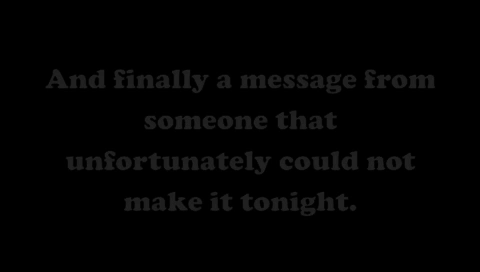 And finally a message from
someone that
unfortunately could not
make it tonight.